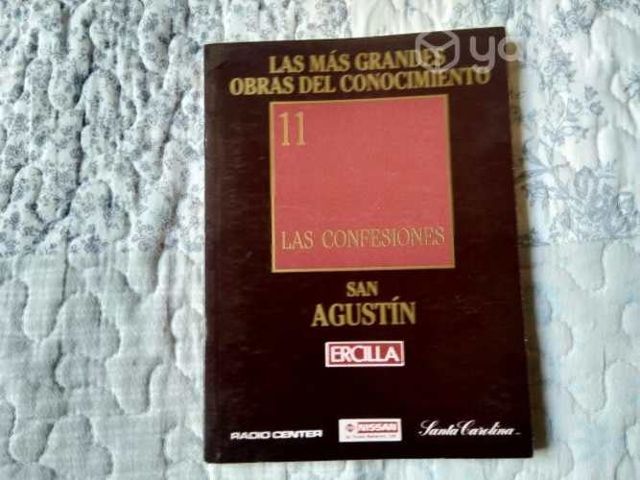 LAS MÁS GRANDES
OBRAS DEL CONOCIMIENTO
11
LAS CONFESIONES
SAN
AGUSTÍN
ERCILLA
RADIO CENTER
NISSAN
Santa Carolina